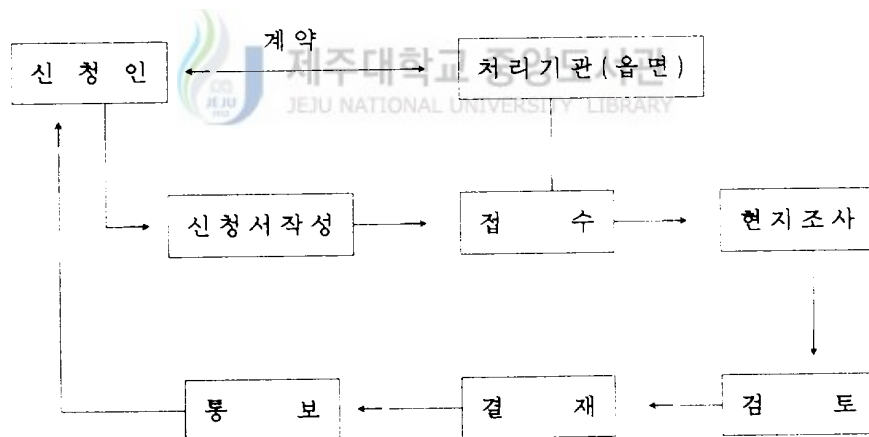 계약
신 청 인
처리기관(읍면)
제주대학교 중앙도서관
JEJU NATIONAL UNIVERSITY LIBRARY
JEJU
1952
신청서작성
접 수
현지조사
통 보
결 재
검 토